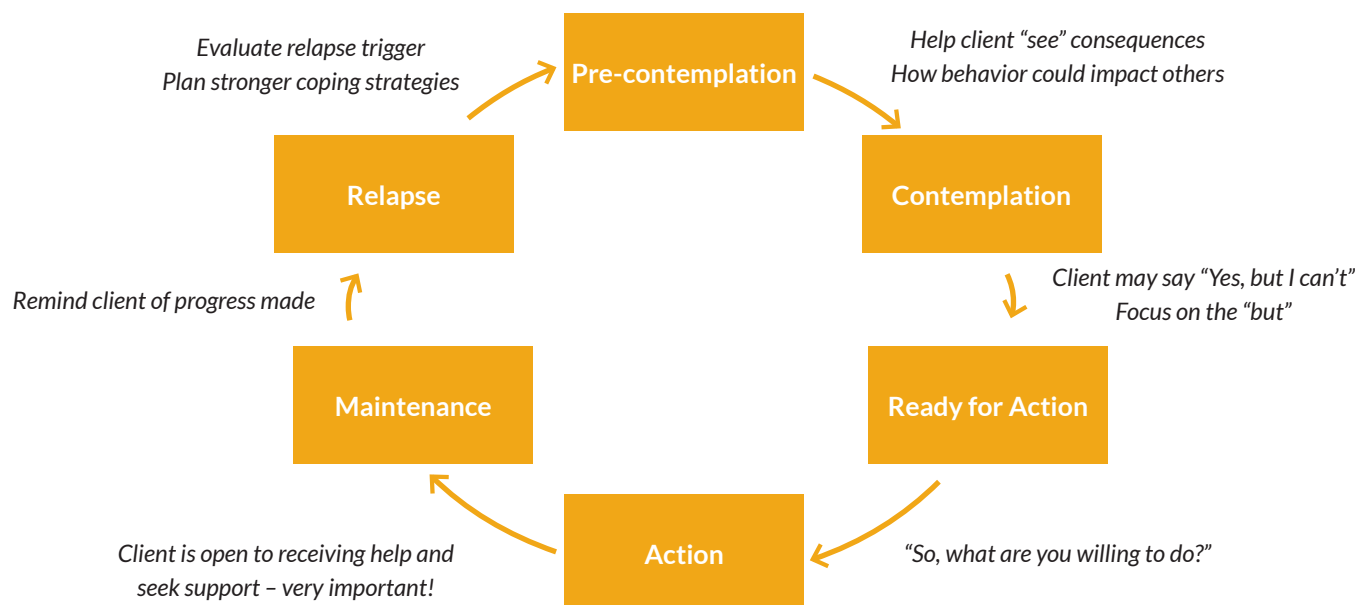 Pre-contemplation
Help client “see” consequences
How behavior could impact others
Contemplation
Client may say “Yes, but I can’t”
Focus on the “but”
Ready for Action
“So, what are you willing to do?”
Action
Client is open to receiving help and
seek support – very important!
Maintenance
Remind client of progress made
Relapse
Evaluate relapse trigger
Plan stronger coping strategies